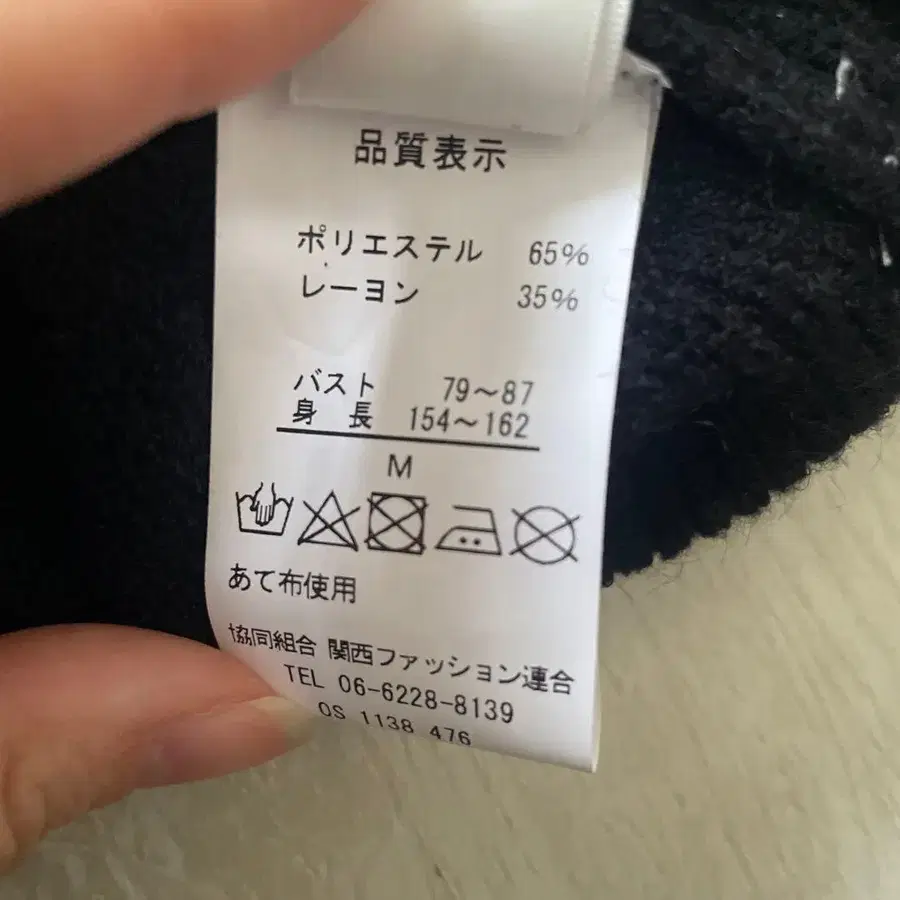 品質表示
ポリエステル 65%
レーヨン 35%
バスト 79～87
身 長 154～162
M
あて布使用
協同組合 関西ファッション連合
TEL 06-6228-8139
OS 1138 476